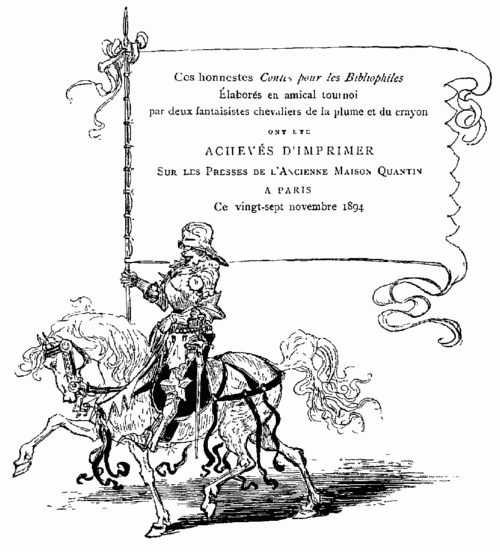 Ces honnestes Contes pour les Bibliophiles
Élaborés en amical tournoi
par deux fantaisistes chevaliers de la plume et du crayon
ONT ÉTÉ
ACHEVÉS D'IMPRIMER
SUR LES PRESSES DE L'ANCIENNE MAISON QUANTIN
A PARIS
Ce vingt-sept novembre 1894